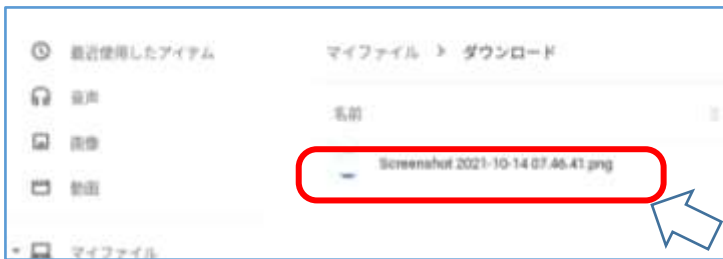 最近使用したアイテム
音声
画像
動画
マイファイル
マイファイル > ダウンロード
名前
Screenshot 2021-10-14 07.46.41.png